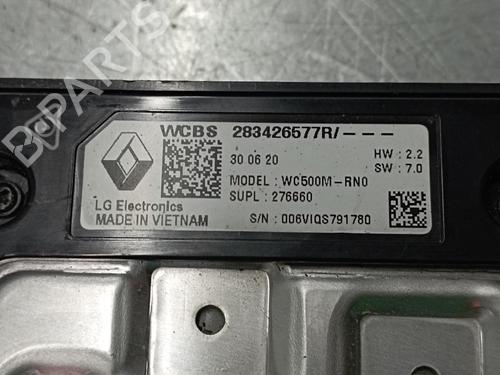 B-PARTS
WCBS 283426577R/---
30 06 20
HW : 2.2
SW : 7.0
MODEL : WC500M-RN0
SUPL : 276660
LG Electronics
MADE IN VIETNAM
S/N : 006VIQS791780